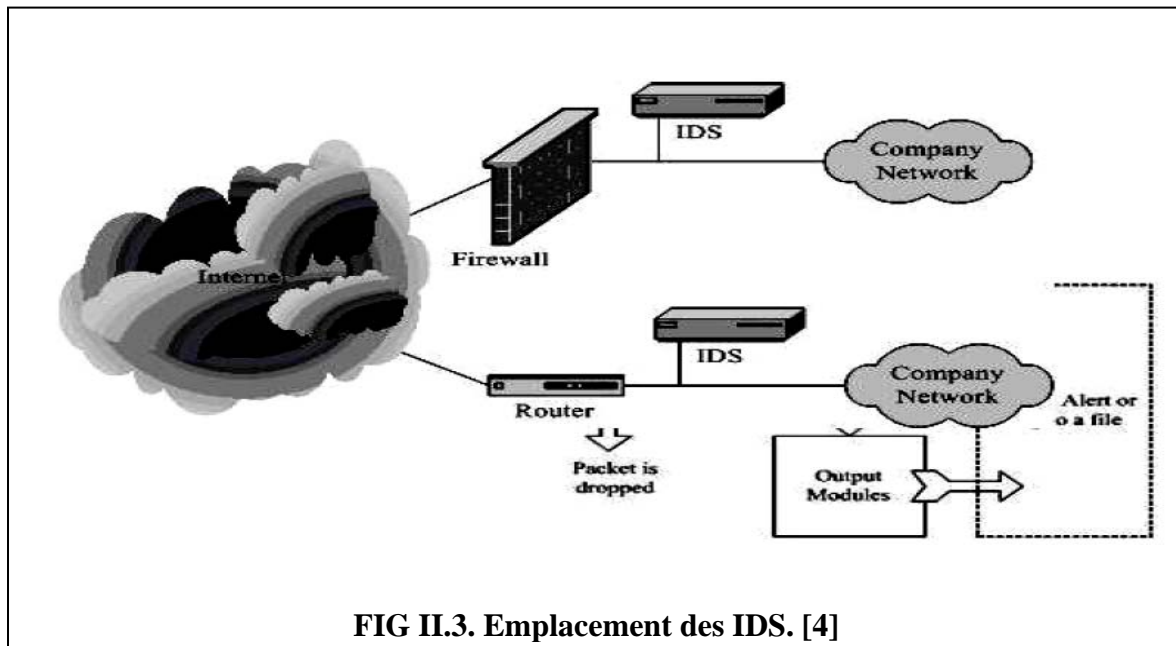 IDS
Company
Network
Firewall
Internet
IDS
Company
Network
Router
Alert or
o a file
Packet is
dropped
Output
Modules
FIG II.3. Emplacement des IDS. [4]